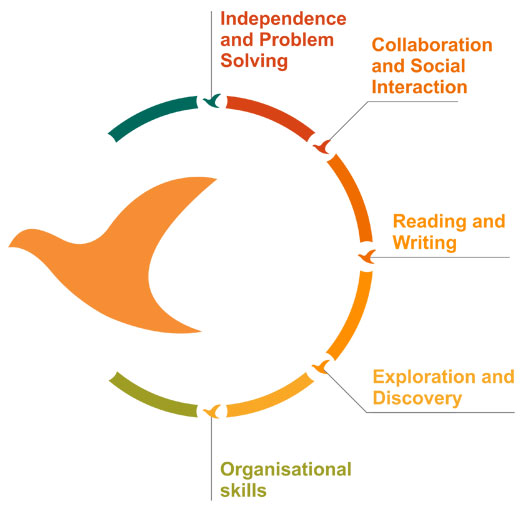 Independence
and Problem
Solving
Collaboration
and Social
Interaction
Reading and
Writing
Exploration and
Discovery
Organisational
skills